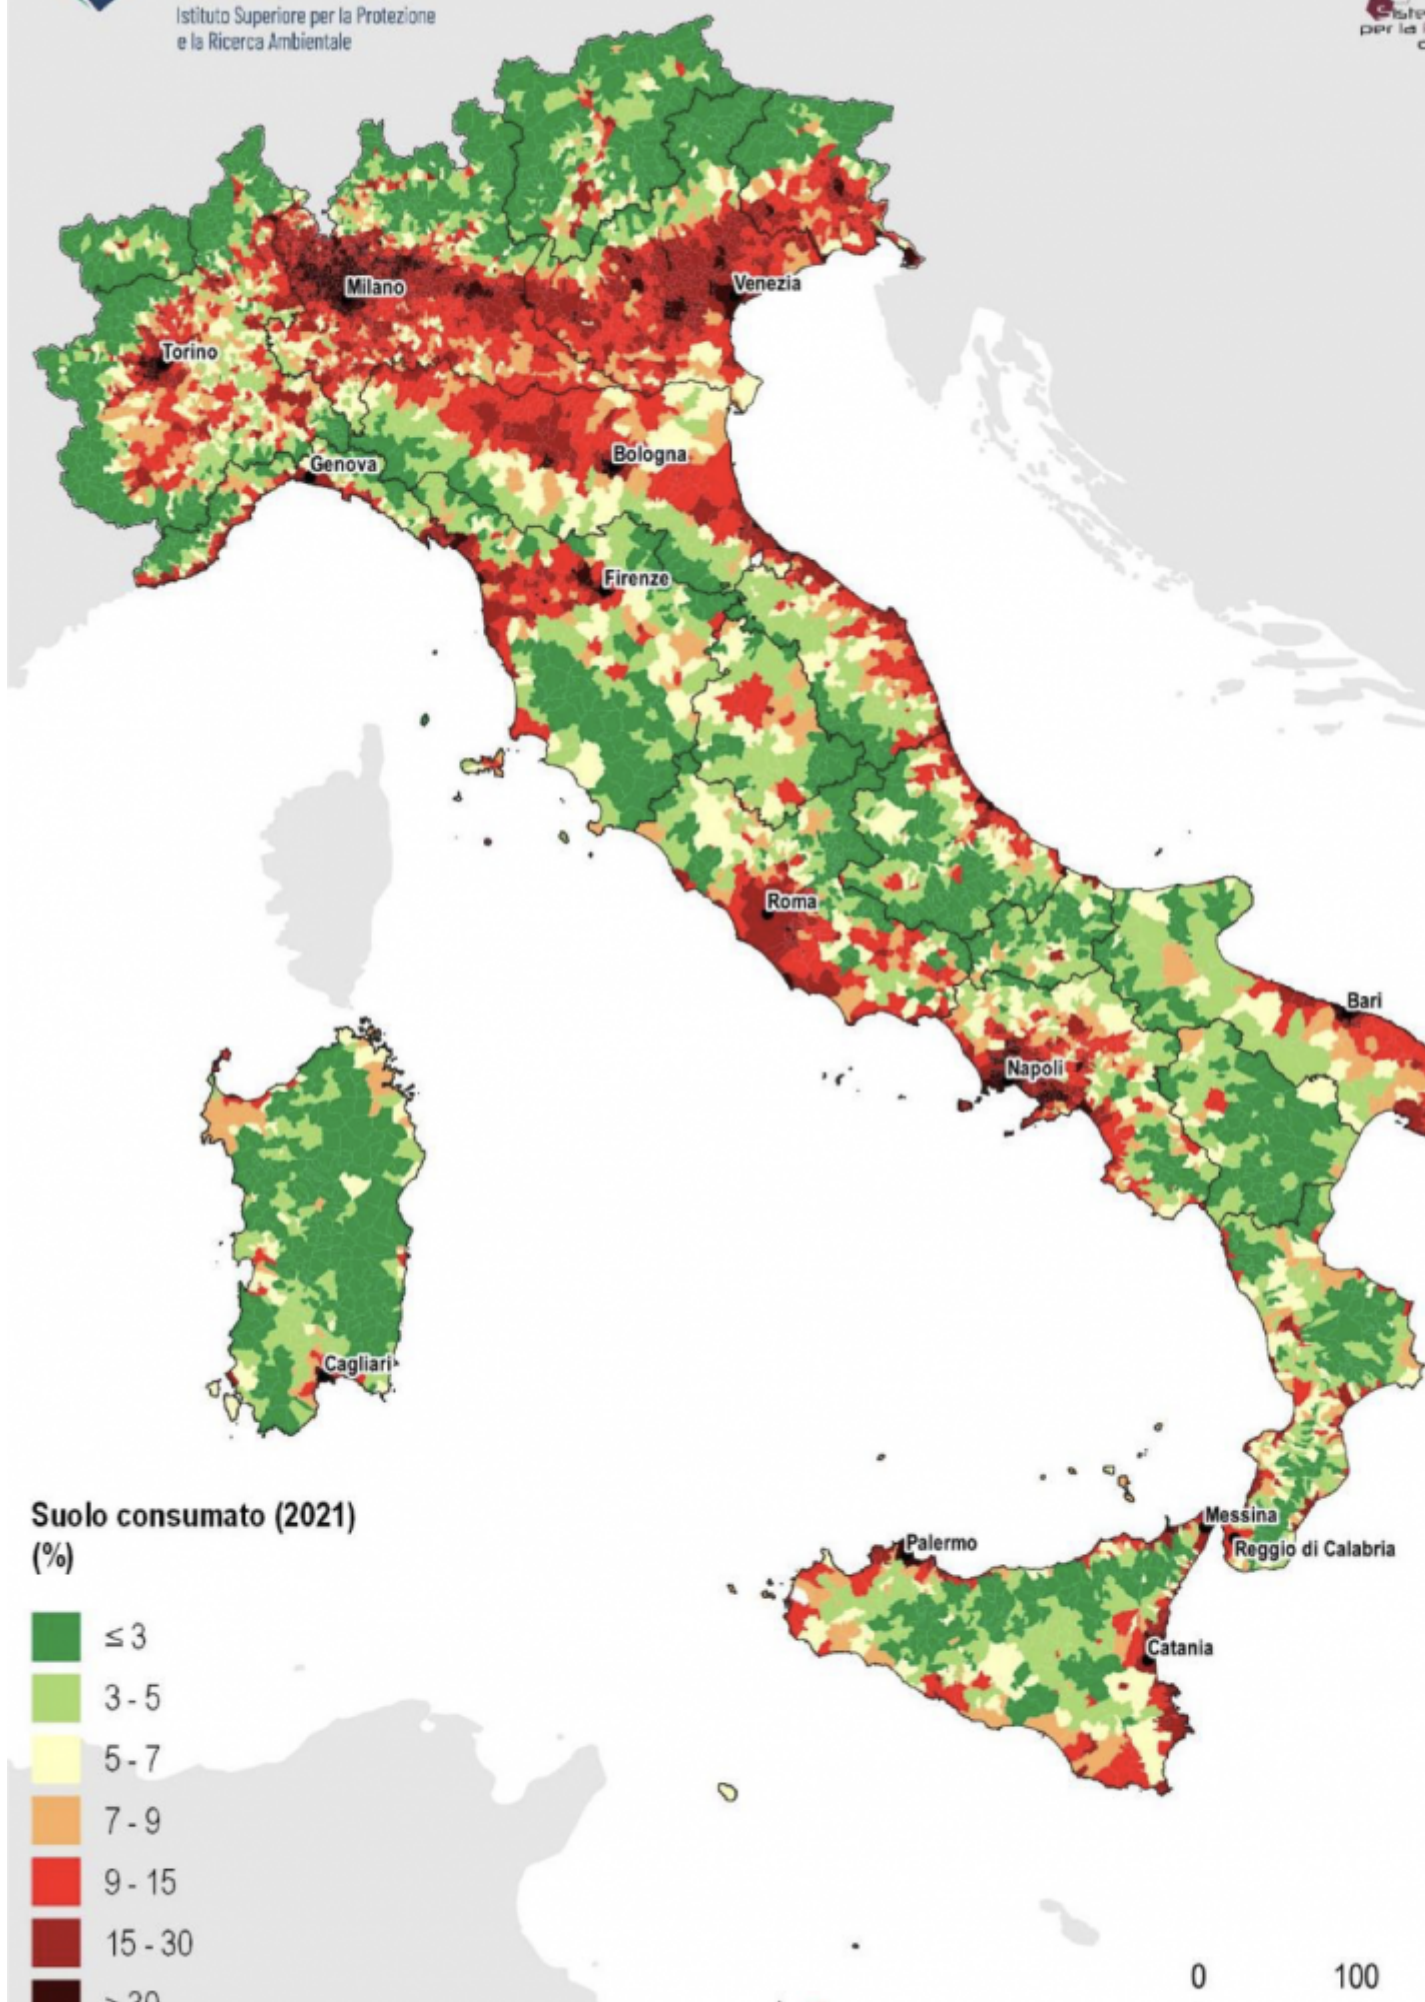 Istituto Superiore per la Protezione
e la Ricerca Ambientale
per la
Milano
Venezia
Torino
Bologna
Genova
Firenze
Roma
Bari
Napoli
Cagliari
Messina
Palermo
Reggio di Calabria
Catania
Suolo consumato (2021)
(%)
≤ 3
3 - 5
5 - 7
7 - 9
9 - 15
15 - 30
0 100